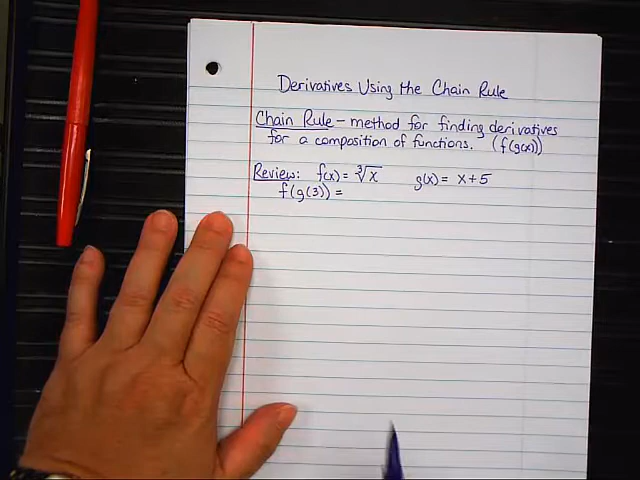 Derivatives Using the Chain Rule
Chain Rule - method for finding derivatives
for a composition of functions. (f(g(x))
Review: f(x) = ∛x g(x) = x + 5
f(g(3)) =